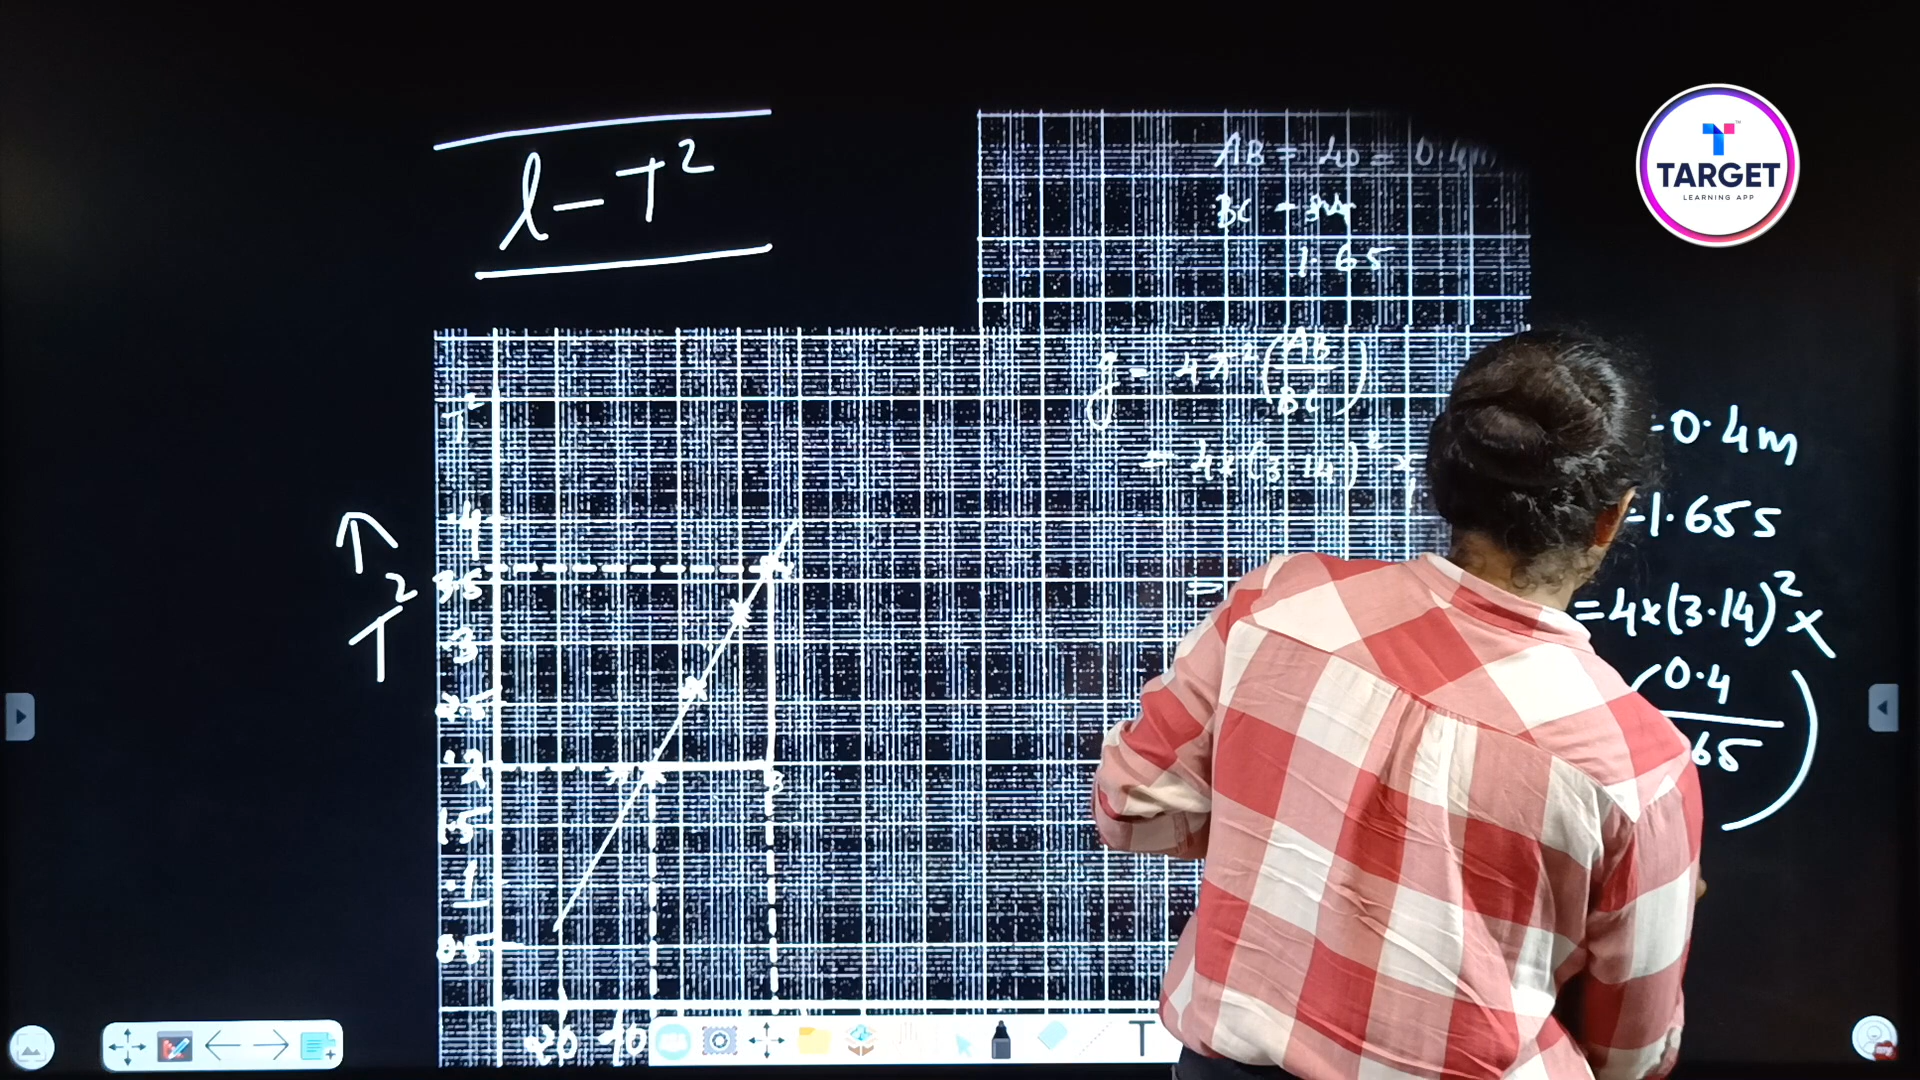 l - T²
TARGET
LEARNING APP
AB = 40 = 0.4m
BC =
1.65
g = 4π² (AB/BC)
= 4×(3.14)² ×
=
-0.4m
=1.655
=4×(3.14)² ×
0.4
65
T²
↑
T²
4
3.5
3
2.5
2
1.5
1
0.5
B
20 40
T